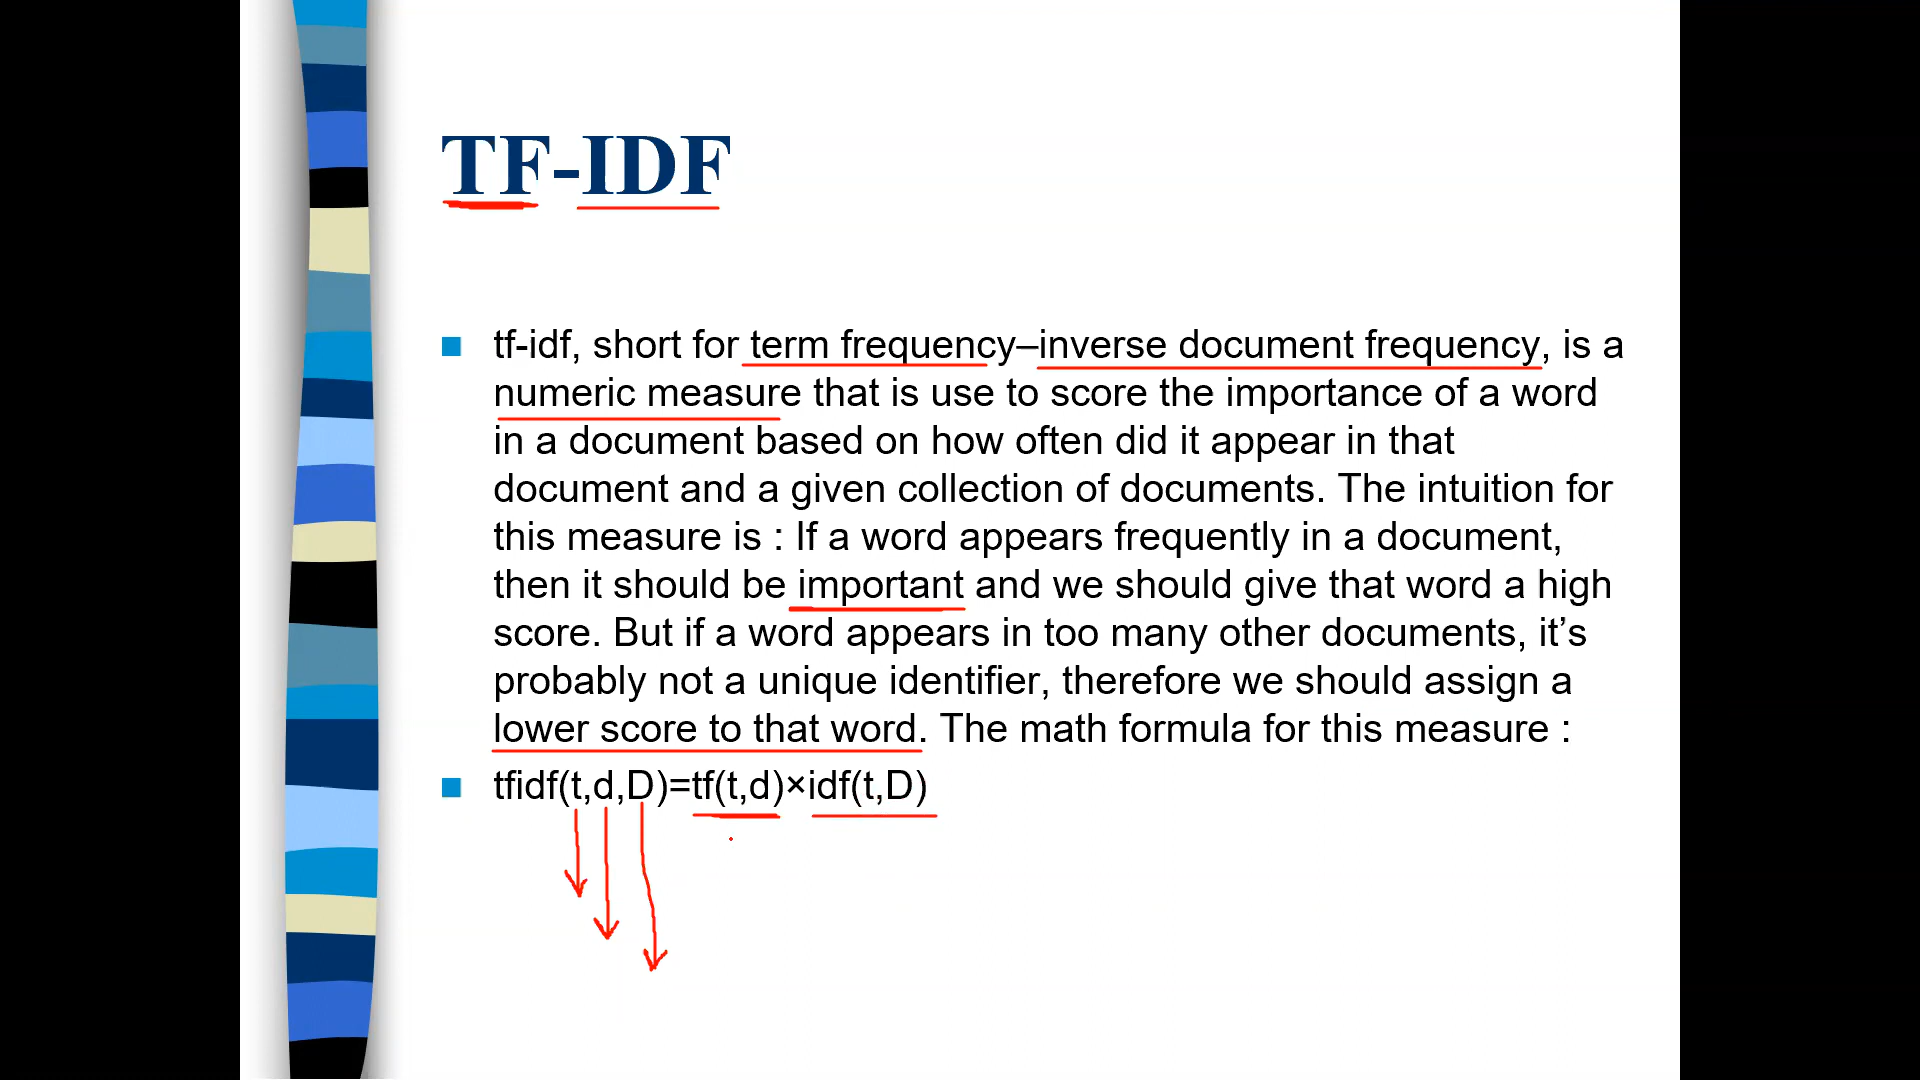 TF-IDF
tf-idf, short for term frequency–inverse document frequency, is a
numeric measure that is use to score the importance of a word
in a document based on how often did it appear in that
document and a given collection of documents. The intuition for
this measure is : If a word appears frequently in a document,
then it should be important and we should give that word a high
score. But if a word appears in too many other documents, it’s
probably not a unique identifier, therefore we should assign a
lower score to that word. The math formula for this measure :
tfidf(t,d,D)=tf(t,d)×idf(t,D)